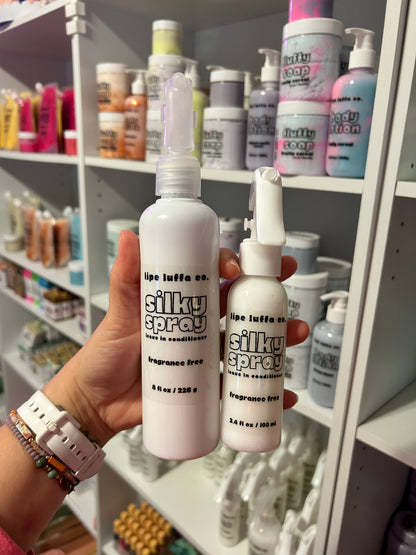 fluffy
soap
fluffy
soap
body
lotion
lipe luffa co.
silky
spray
leave in conditioner
fragrance free
8 fl oz / 226 g
lipe luffa co.
silky
spray
leave in conditioner
fragrance free
3.4 fl oz / 100 ml